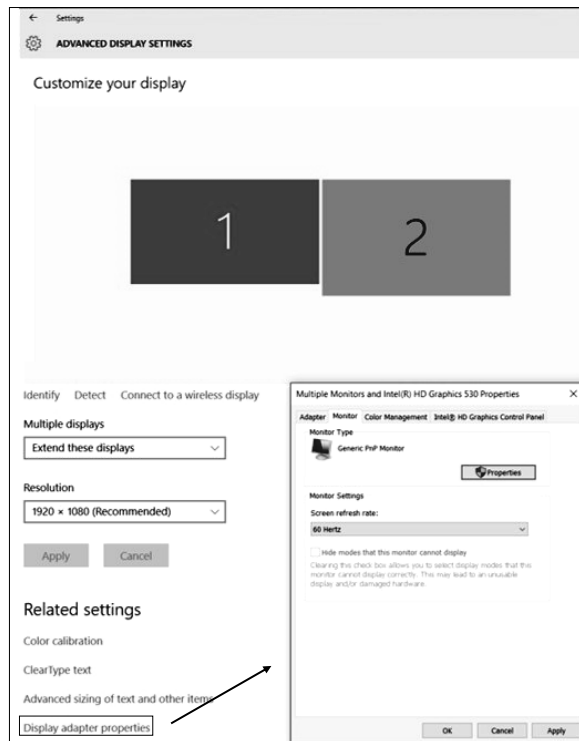 Settings
ADVANCED DISPLAY SETTINGS
Customize your display
1
2
Identify Detect Connect to a wireless display
Multiple displays
Extend these displays
Resolution
1920 × 1080 (Recommended)
Apply Cancel
Related settings
Color calibration
ClearType text
Advanced sizing of text and other items
Display adapter properties
Multiple Monitors and Intel(R) HD Graphics 530 Properties
Adapter Monitor Color Management Intel® HD Graphics Control Panel
Monitor Type
Generic PnP Monitor
Properties
Monitor Settings
Screen refresh rate:
60 Hertz
Hide modes that this monitor cannot display
Clearing this check box allows you to select display modes that this
monitor cannot display correctly. This may lead to an unusable
display and/or damaged hardware.
OK Cancel Apply